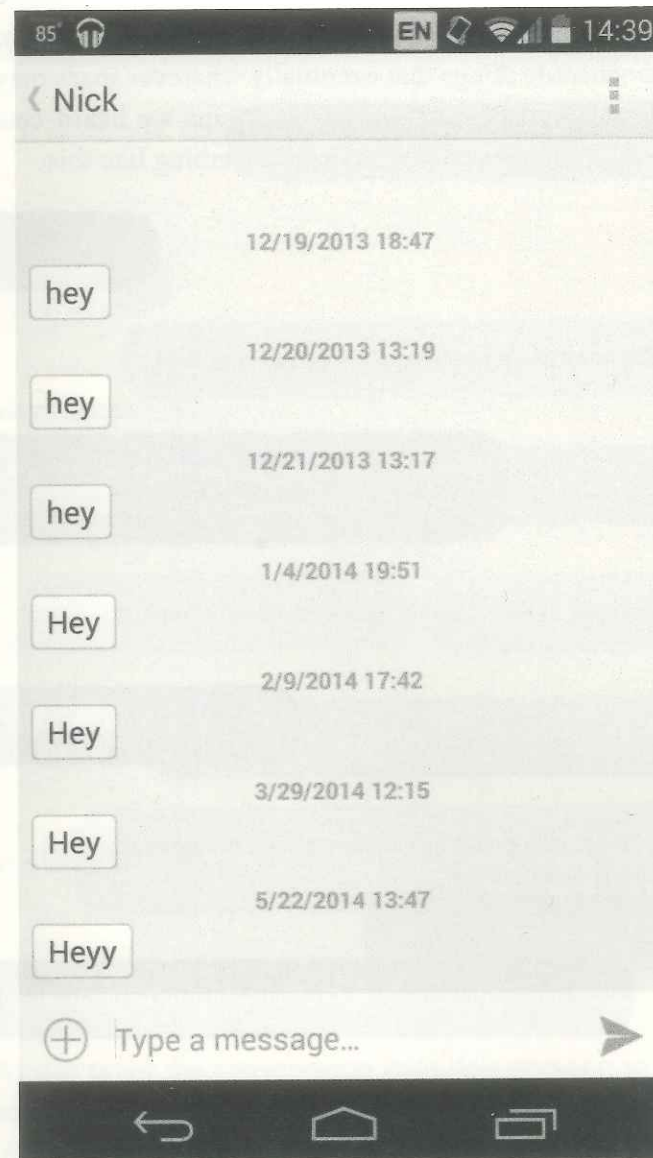 85° EN 14:39
Nick
12/19/2013 18:47
hey
12/20/2013 13:19
hey
12/21/2013 13:17
hey
1/4/2014 19:51
Hey
2/9/2014 17:42
Hey
3/29/2014 12:15
Hey
5/22/2014 13:47
Heyy
Type a message...